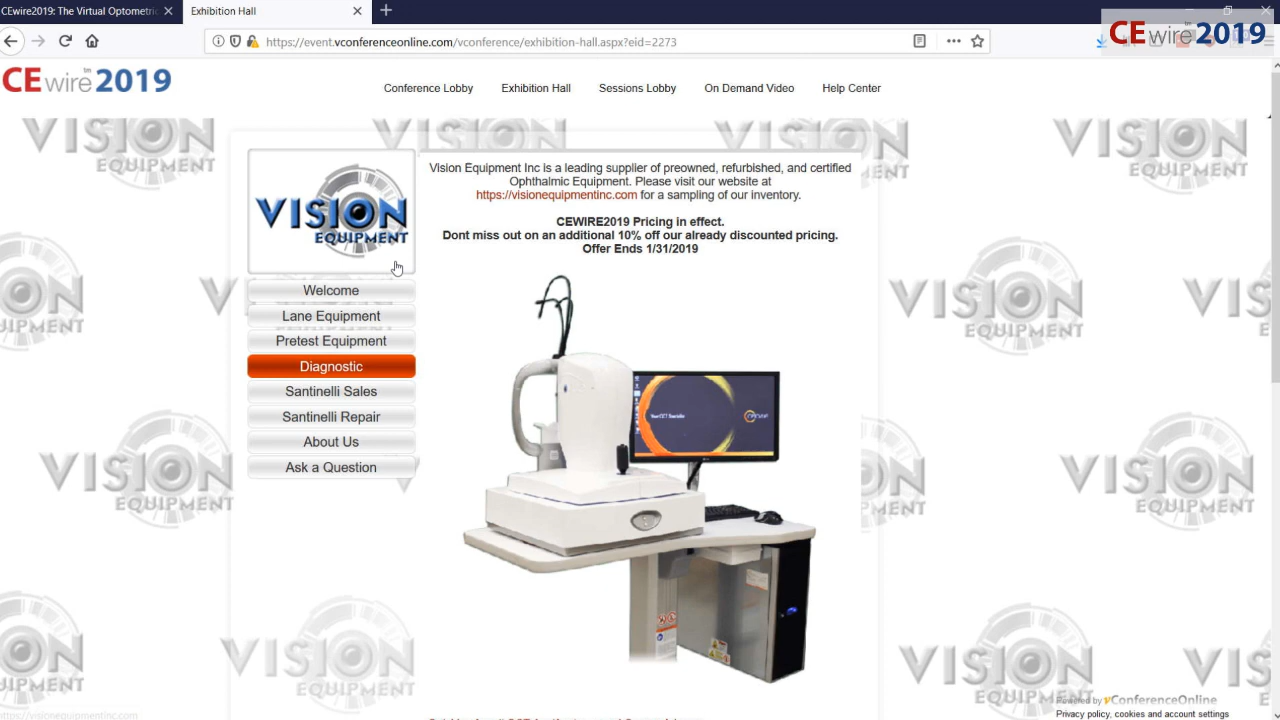 CEwire2019: The Virtual Optometric
Exhibition Hall
https://event.vconferenceonline.com/vconference/exhibition-hall.aspx?eid=2273
CEwire 2019
CEwire2019
Conference Lobby
Exhibition Hall
Sessions Lobby
On Demand Video
Help Center
VISION
EQUIPMENT
Welcome
Lane Equipment
Pretest Equipment
Diagnostic
Santinelli Sales
Santinelli Repair
About Us
Ask a Question
Vision Equipment Inc is a leading supplier of preowned, refurbished, and certified
Ophthalmic Equipment. Please visit our website at
https://visionequipmentinc.com for a sampling of our inventory.
CEWIRE2019 Pricing in effect.
Dont miss out on an additional 10% off our already discounted pricing.
Offer Ends 1/31/2019
https://visionequipmentinc.com
Powered by vConferenceOnline
Privacy policy, cookies and account settings